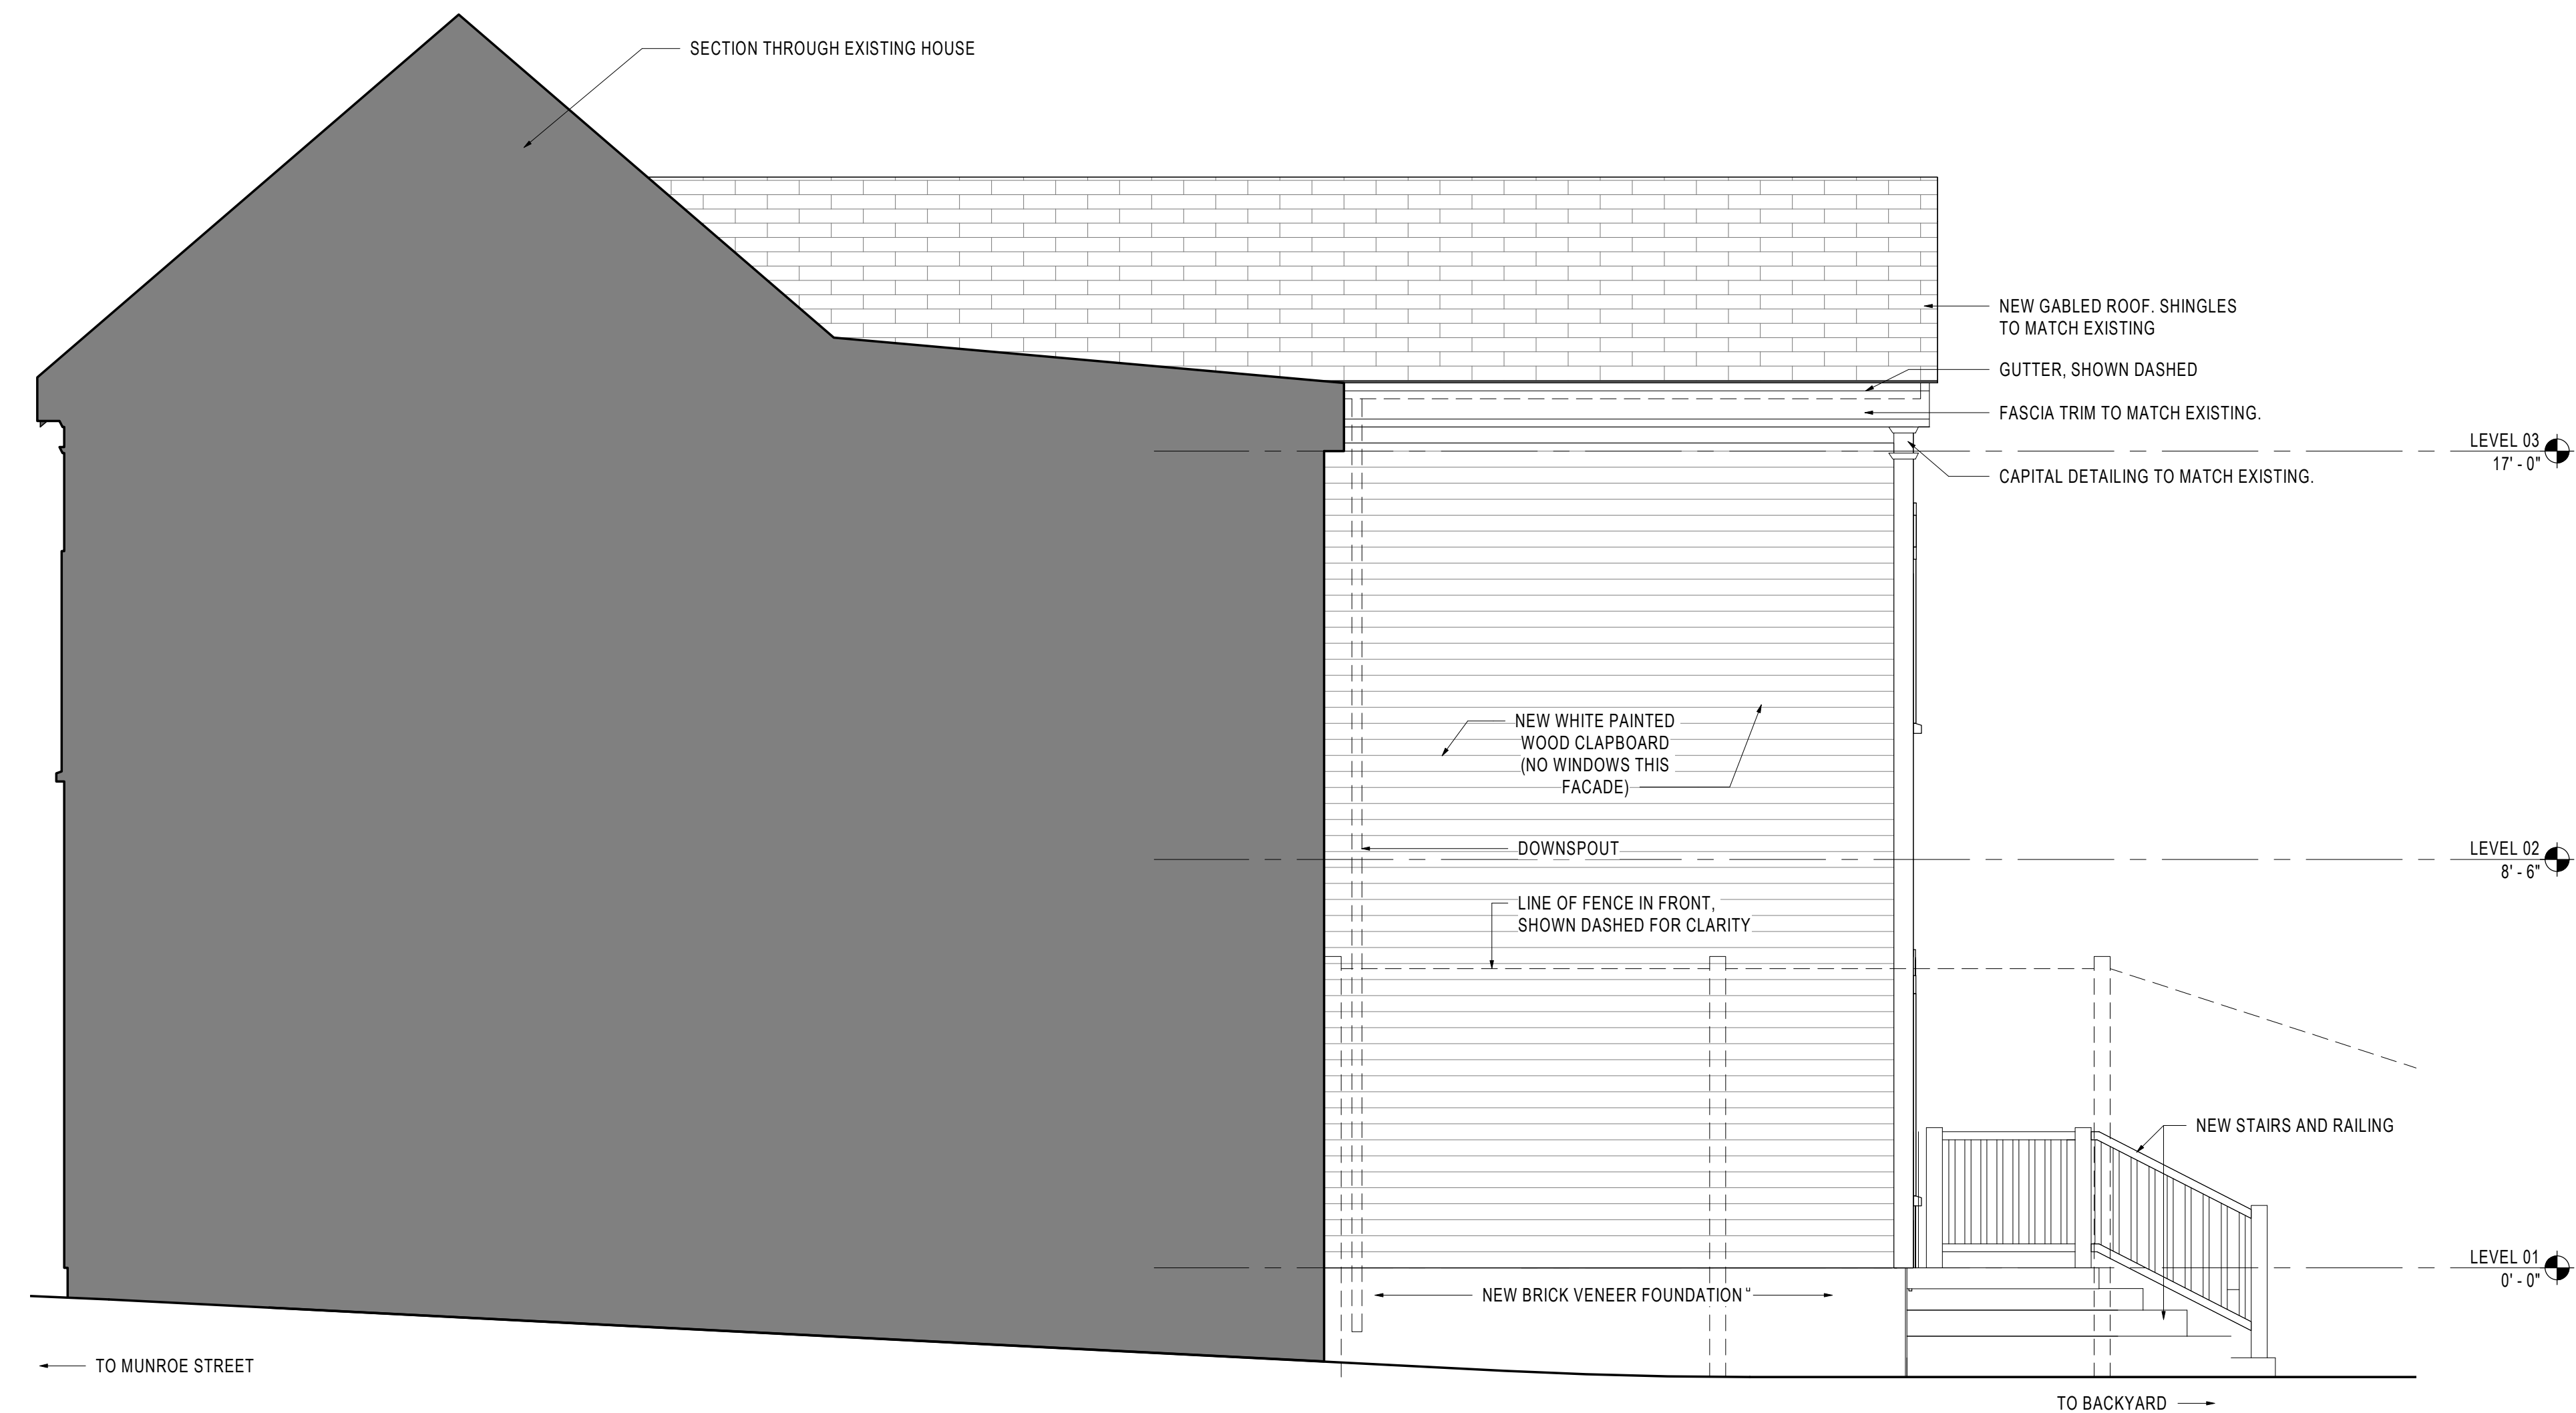 SECTION THROUGH EXISTING HOUSE
NEW GABLED ROOF. SHINGLES
TO MATCH EXISTING
GUTTER, SHOWN DASHED
FASCIA TRIM TO MATCH EXISTING.
LEVEL 03
17' - 0"
CAPITAL DETAILING TO MATCH EXISTING.
NEW WHITE PAINTED
WOOD CLAPBOARD
(NO WINDOWS THIS
FACADE)
DOWNSPOUT
LEVEL 02
8' - 6"
LINE OF FENCE IN FRONT,
SHOWN DASHED FOR CLARITY
NEW STAIRS AND RAILING
LEVEL 01
0' - 0"
NEW BRICK VENEER FOUNDATION "
TO MUNROE STREET
TO BACKYARD